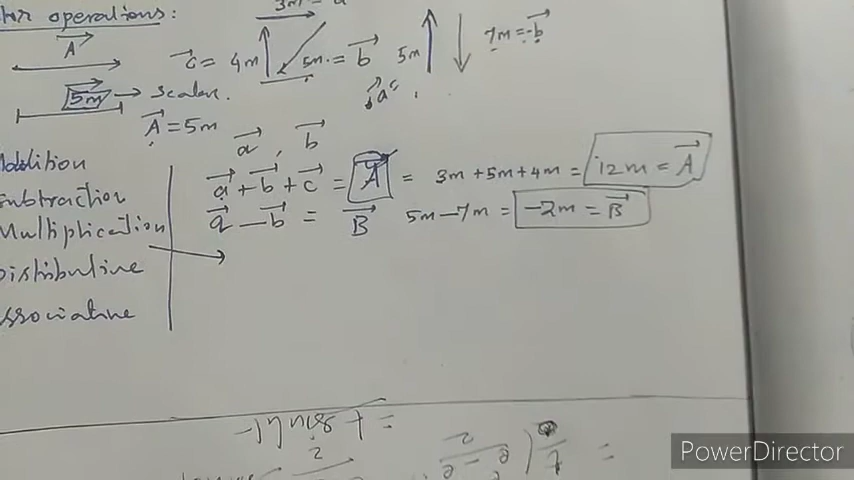 tor operations:
3m = a
A
c = 4m 5m = b 5m 7m = -b
5m → scalar.
A = 5m
a , b
Addition
Subtraction
Multiplication
Distributive
Associative
a + b + c = A = 3m + 5m + 4m = 12m = A
a - b = B 5m - 7m = -2m = B
PowerDirector